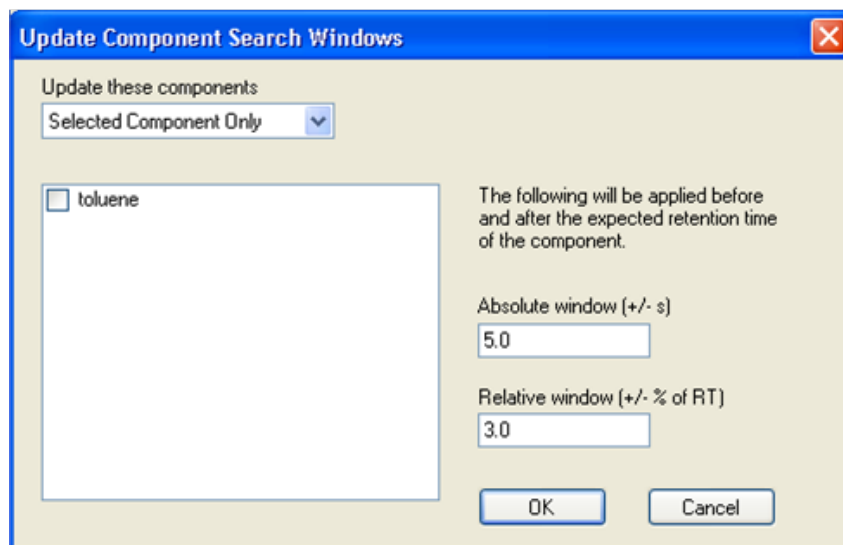 Update Component Search Windows
Update these components
Selected Component Only
toluene
The following will be applied before
and after the expected retention time
of the component.
Absolute window (+/- s)
5.0
Relative window (+/- % of RT)
3.0
OK
Cancel